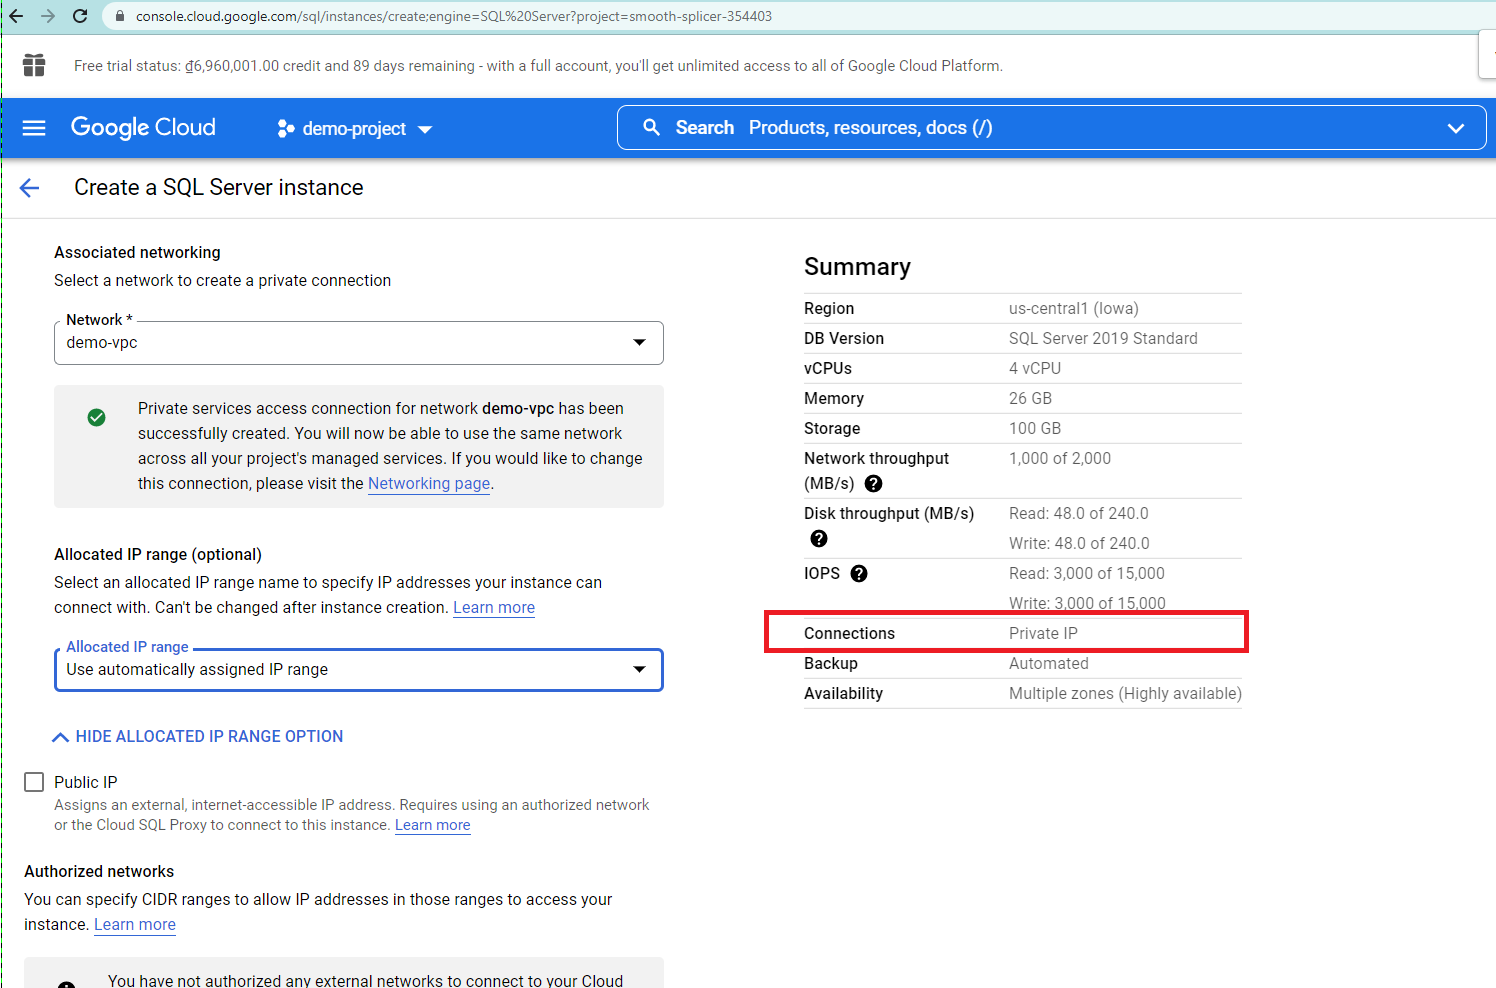 console.cloud.google.com/sql/instances/create;engine=SQL%20Server?project=smooth-splicer-354403
Free trial status: ₫6,960,001.00 credit and 89 days remaining - with a full account, you'll get unlimited access to all of Google Cloud Platform.
Google Cloud
demo-project
Search Products, resources, docs (/)
Create a SQL Server instance
Associated networking
Select a network to create a private connection
Network *
demo-vpc
Private services access connection for network demo-vpc has been
successfully created. You will now be able to use the same network
across all your project's managed services. If you would like to change
this connection, please visit the Networking page.
Allocated IP range (optional)
Select an allocated IP range name to specify IP addresses your instance can
connect with. Can't be changed after instance creation. Learn more
Allocated IP range
Use automatically assigned IP range
HIDE ALLOCATED IP RANGE OPTION
Public IP
Assigns an external, internet-accessible IP address. Requires using an authorized network
or the Cloud SQL Proxy to connect to this instance. Learn more
Authorized networks
You can specify CIDR ranges to allow IP addresses in those ranges to access your
instance. Learn more
You have not authorized any external networks to connect to your Cloud
Summary
Region us-central1 (Iowa)
DB Version SQL Server 2019 Standard
vCPUs 4 vCPU
Memory 26 GB
Storage 100 GB
Network throughput 1,000 of 2,000
(MB/s)
Disk throughput (MB/s) Read: 48.0 of 240.0
Write: 48.0 of 240.0
IOPS Read: 3,000 of 15,000
Write: 3,000 of 15,000
Connections Private IP
Backup Automated
Availability Multiple zones (Highly available)